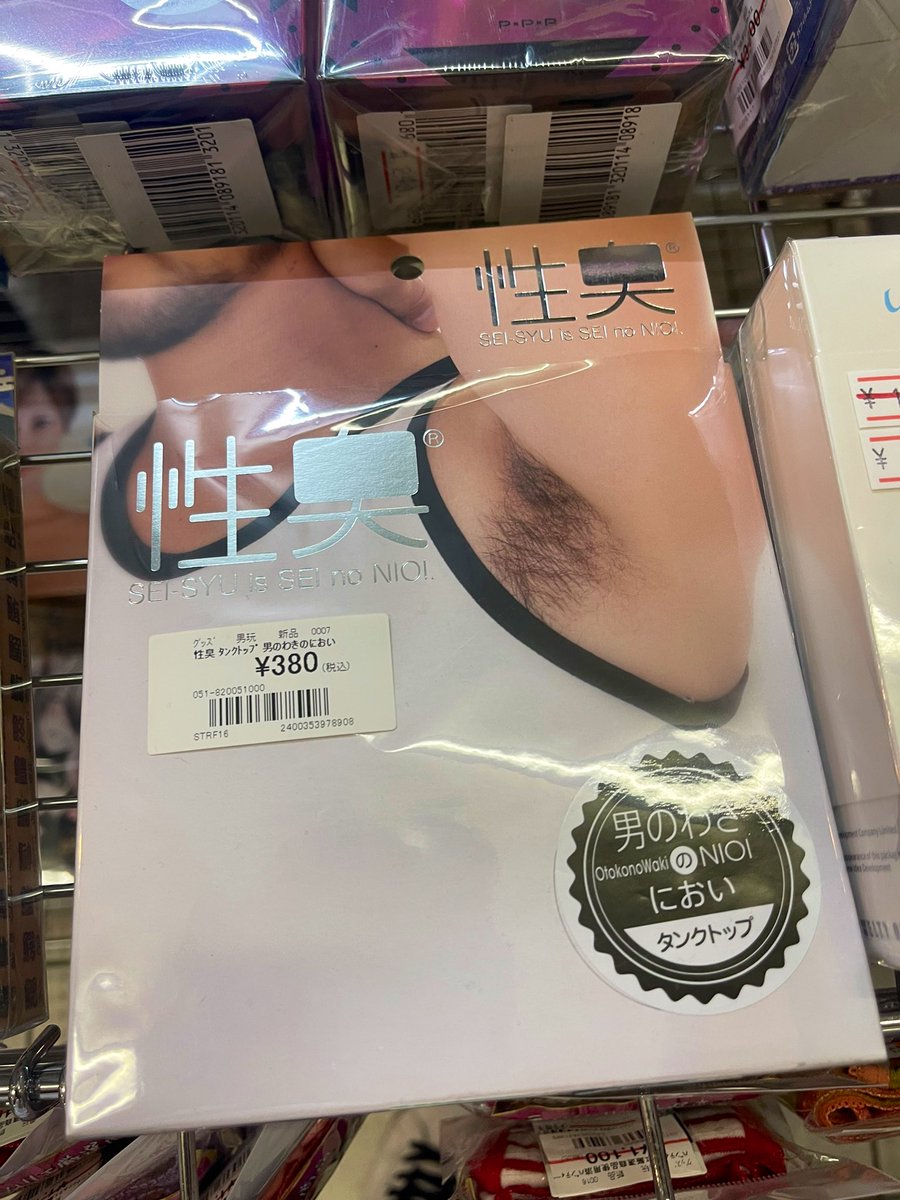 P·P·P
08918
320114
08918
性臭®
SEI-SYU is SEI no NIOI.
性臭®
SEI-SYU is SEI no NIOI.
グッズ 男玩 新品 0007
性臭 タンクトップ 男のわきのにおい
¥380(税込)
051-820051000
2400353978908
STRF16
男のわき
OtokonoWaki の NIOI
におい
タンクトップ